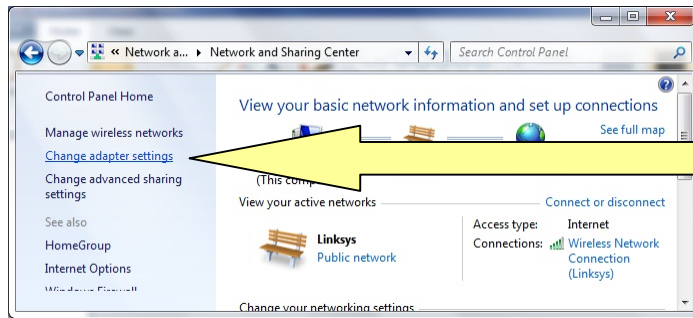 « Network a... ▸ Network and Sharing Center
Search Control Panel
Control Panel Home
Manage wireless networks
Change adapter settings
Change advanced sharing
settings
See also
HomeGroup
Internet Options
View your basic network information and set up connections
See full map
(This
View your active networks
Connect or disconnect
Linksys
Public network
Access type: Internet
Connections: Wireless Network
Connection
(Linksys)
Change your networking settings